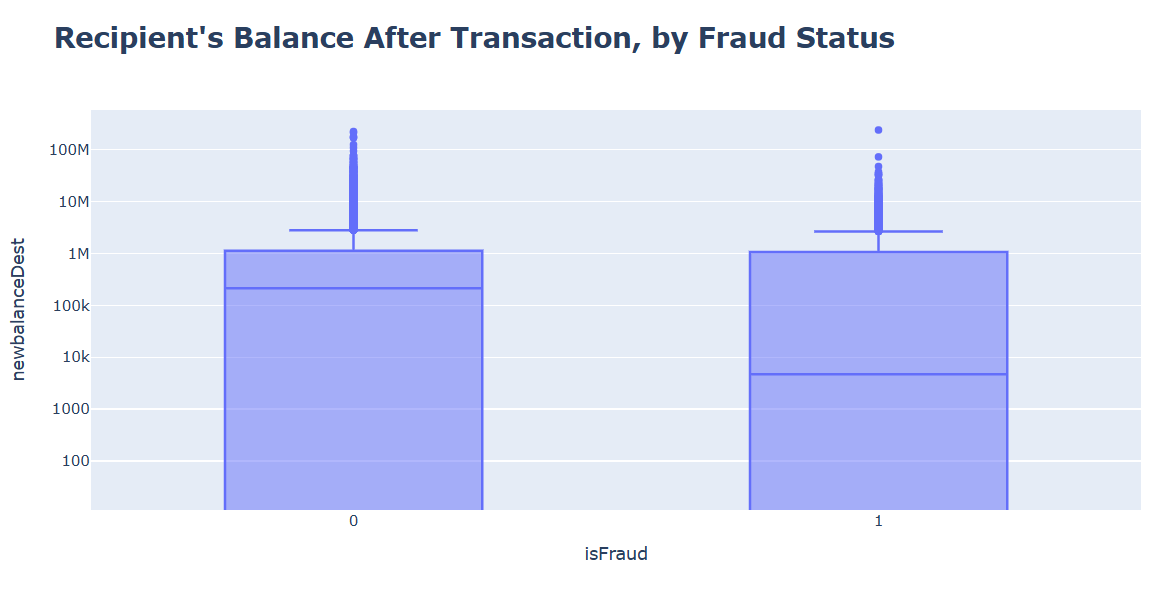 Recipient's Balance After Transaction, by Fraud Status
newbalanceDest
100M
10M
1M
100k
10k
1000
100
0
1
isFraud